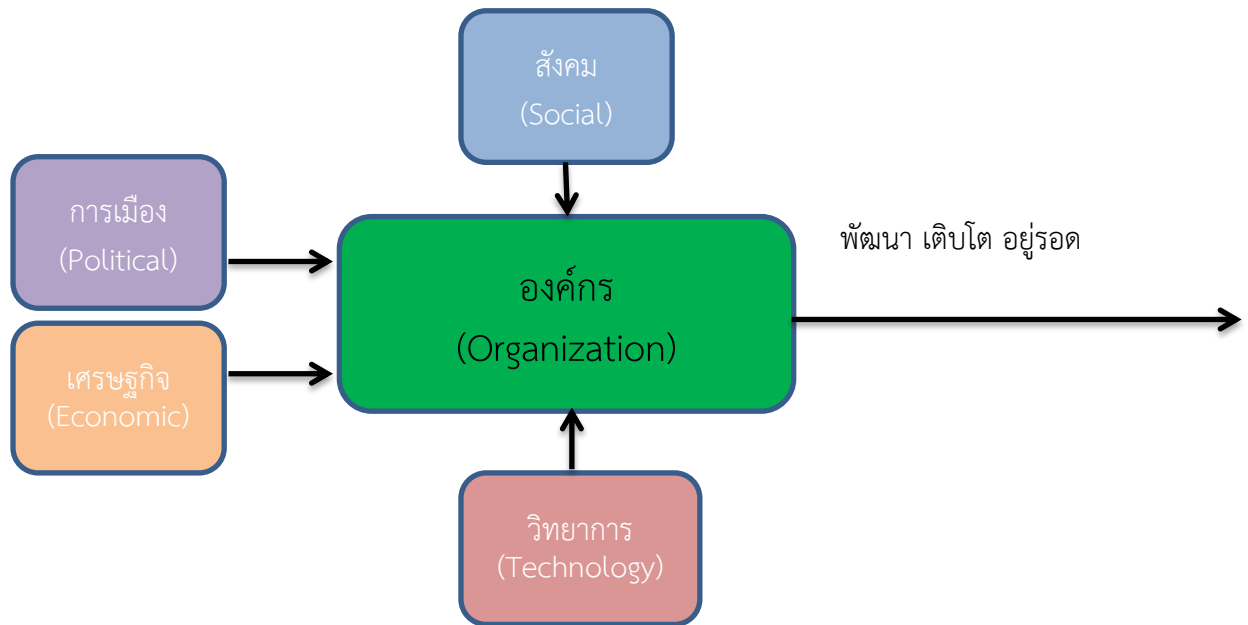 สังคม
(Social)
การเมือง
(Political)
พัฒนา เติบโต อยู่รอด
องค์กร
(Organization)
เศรษฐกิจ
(Economic)
วิทยาการ
(Technology)